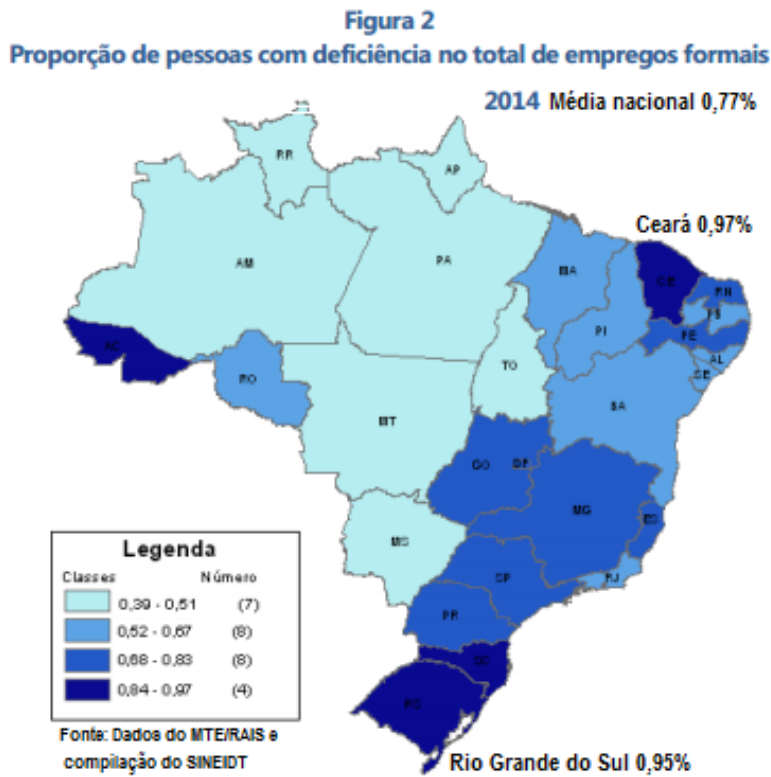 Figura 2
Proporção de pessoas com deficiência no total de empregos formais
2014 Média nacional 0,77%
RR
AP
Ceará 0,97%
AM
PA
MA
CE
RN
PB
PI
PE
AC
TO
AL
RO
SE
BA
MT
GO
DF
MG
ES
MS
SP
RJ
PR
SC
RS
Legenda
Classes Número
0,39 - 0,51 (7)
0,52 - 0,67 (8)
0,68 - 0,83 (8)
0,84 - 0,97 (4)
Fonte: Dados do MTE/RAIS e
compilação do SINEIDT
Rio Grande do Sul 0,95%